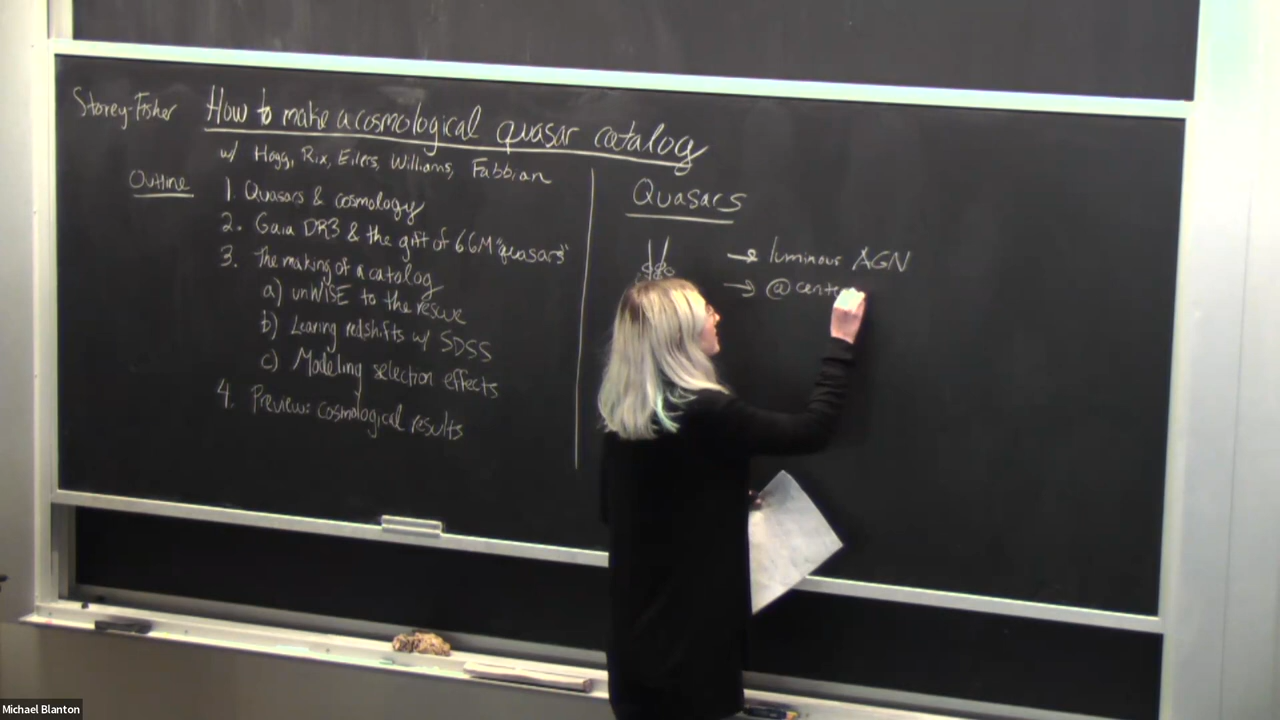 Storey-Fisher
How to make a cosmological quasar catalog
w/ Hogg, Rix, Eilers, Williams, Fabbian
Outline
1. Quasars & cosmology
2. Gaia DR3 & the gift of 6.6M "quasars"
3. The making of a catalog
a) unWISE to the rescue
b) Learing redshifts w/ SDSS
c) Modeling selection effects
4. Preview: cosmological results
Quasars
→ luminous AGN
→ @ cente
Michael Blanton